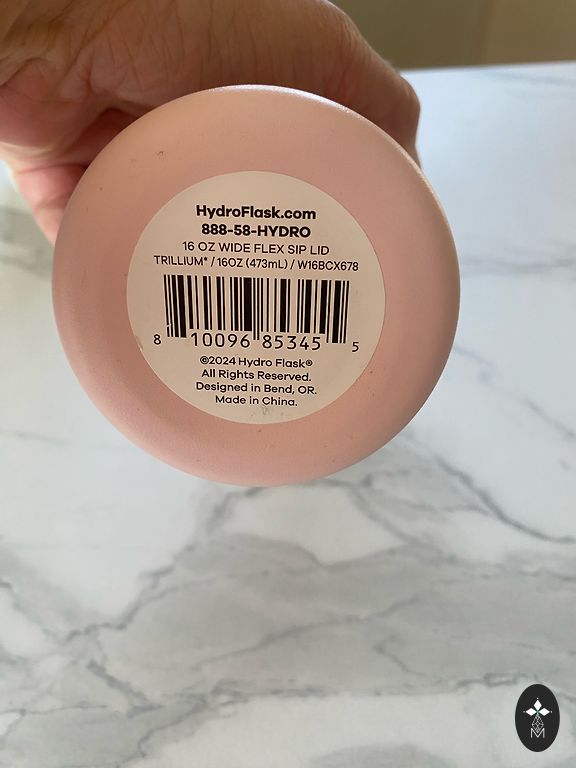 HydroFlask.com
888-58-HYDRO
16 OZ WIDE FLEX SIP LID
TRILLIUM* / 16OZ (473mL) / W16BCX678
8 10096 85345 5
©2024 Hydro Flask®
All Rights Reserved.
Designed in Bend, OR.
Made in China.
M